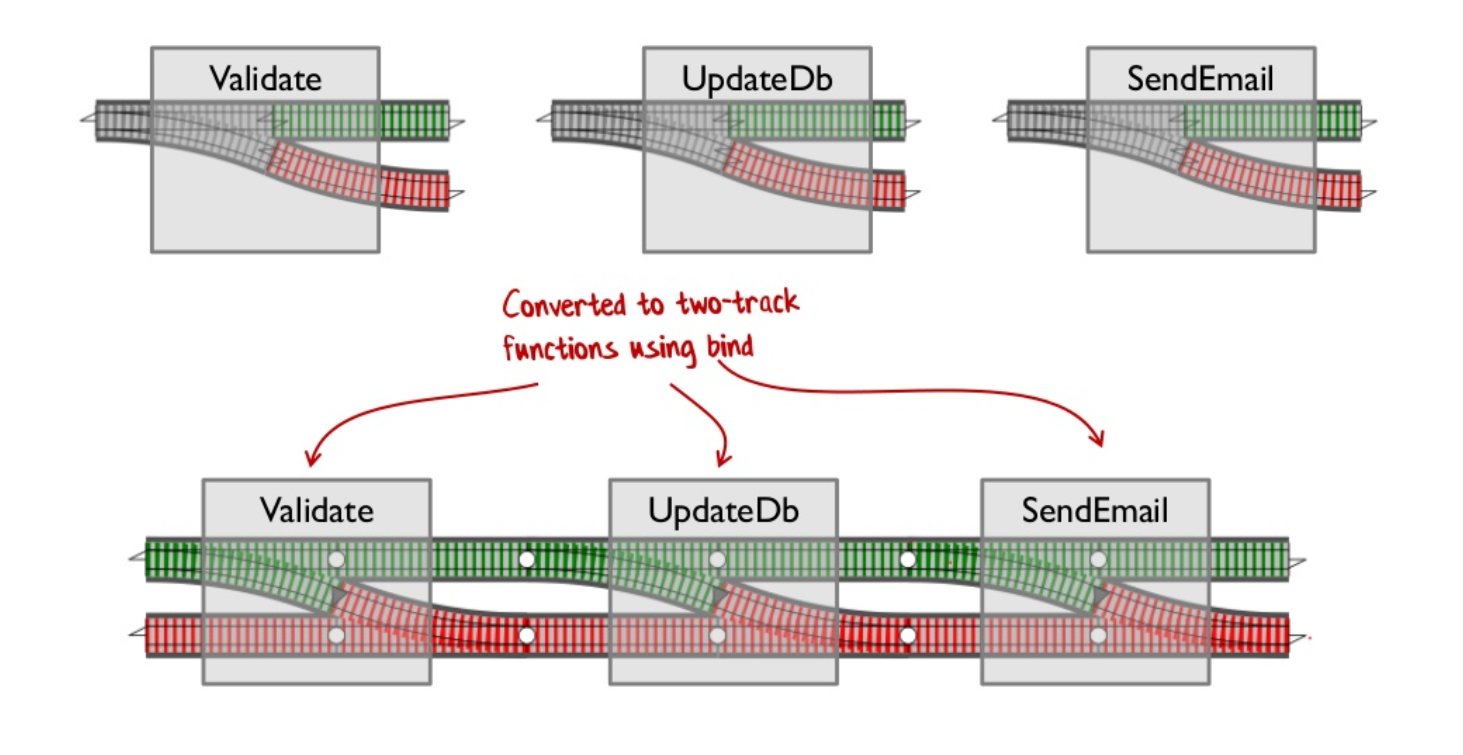 Validate
UpdateDb
SendEmail
Converted to two-track
functions using bind
Validate
UpdateDb
SendEmail